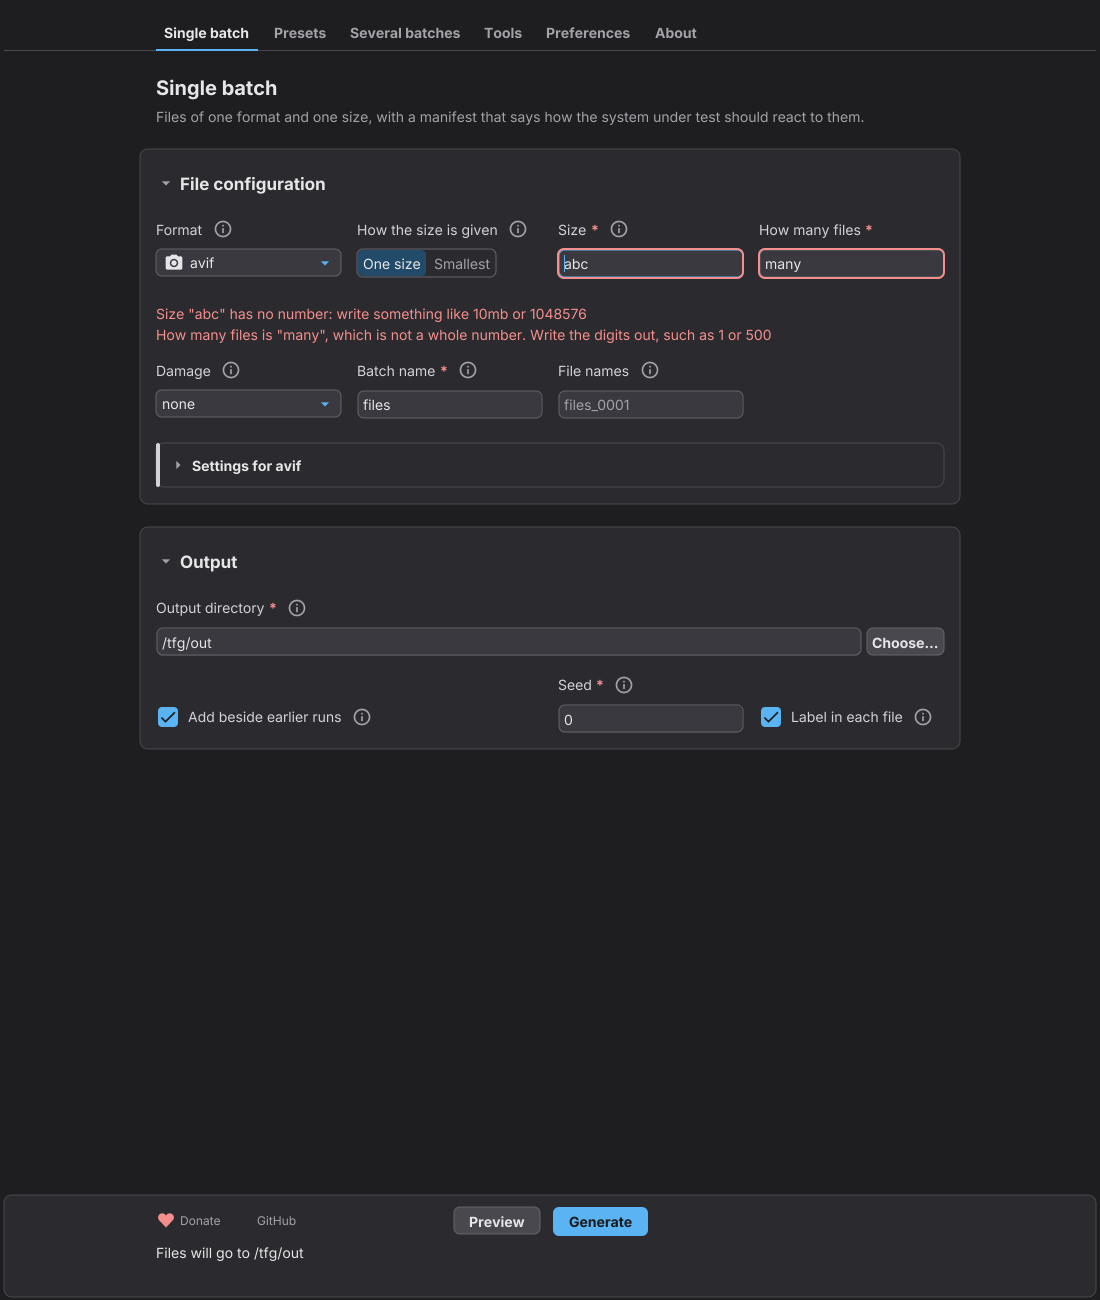 Single batch Presets Several batches Tools Preferences About
Single batch
Files of one format and one size, with a manifest that says how the system under test should react to them.
File configuration
Format How the size is given Size * How many files *
avif One size Smallest abc many
Size "abc" has no number: write something like 10mb or 1048576
How many files is "many", which is not a whole number. Write the digits out, such as 1 or 500
Damage Batch name * File names
none files files_0001
Settings for avif
Output
Output directory *
/tfg/out Choose...
Seed *
Add beside earlier runs 0 Label in each file
Donate GitHub Preview Generate
Files will go to /tfg/out